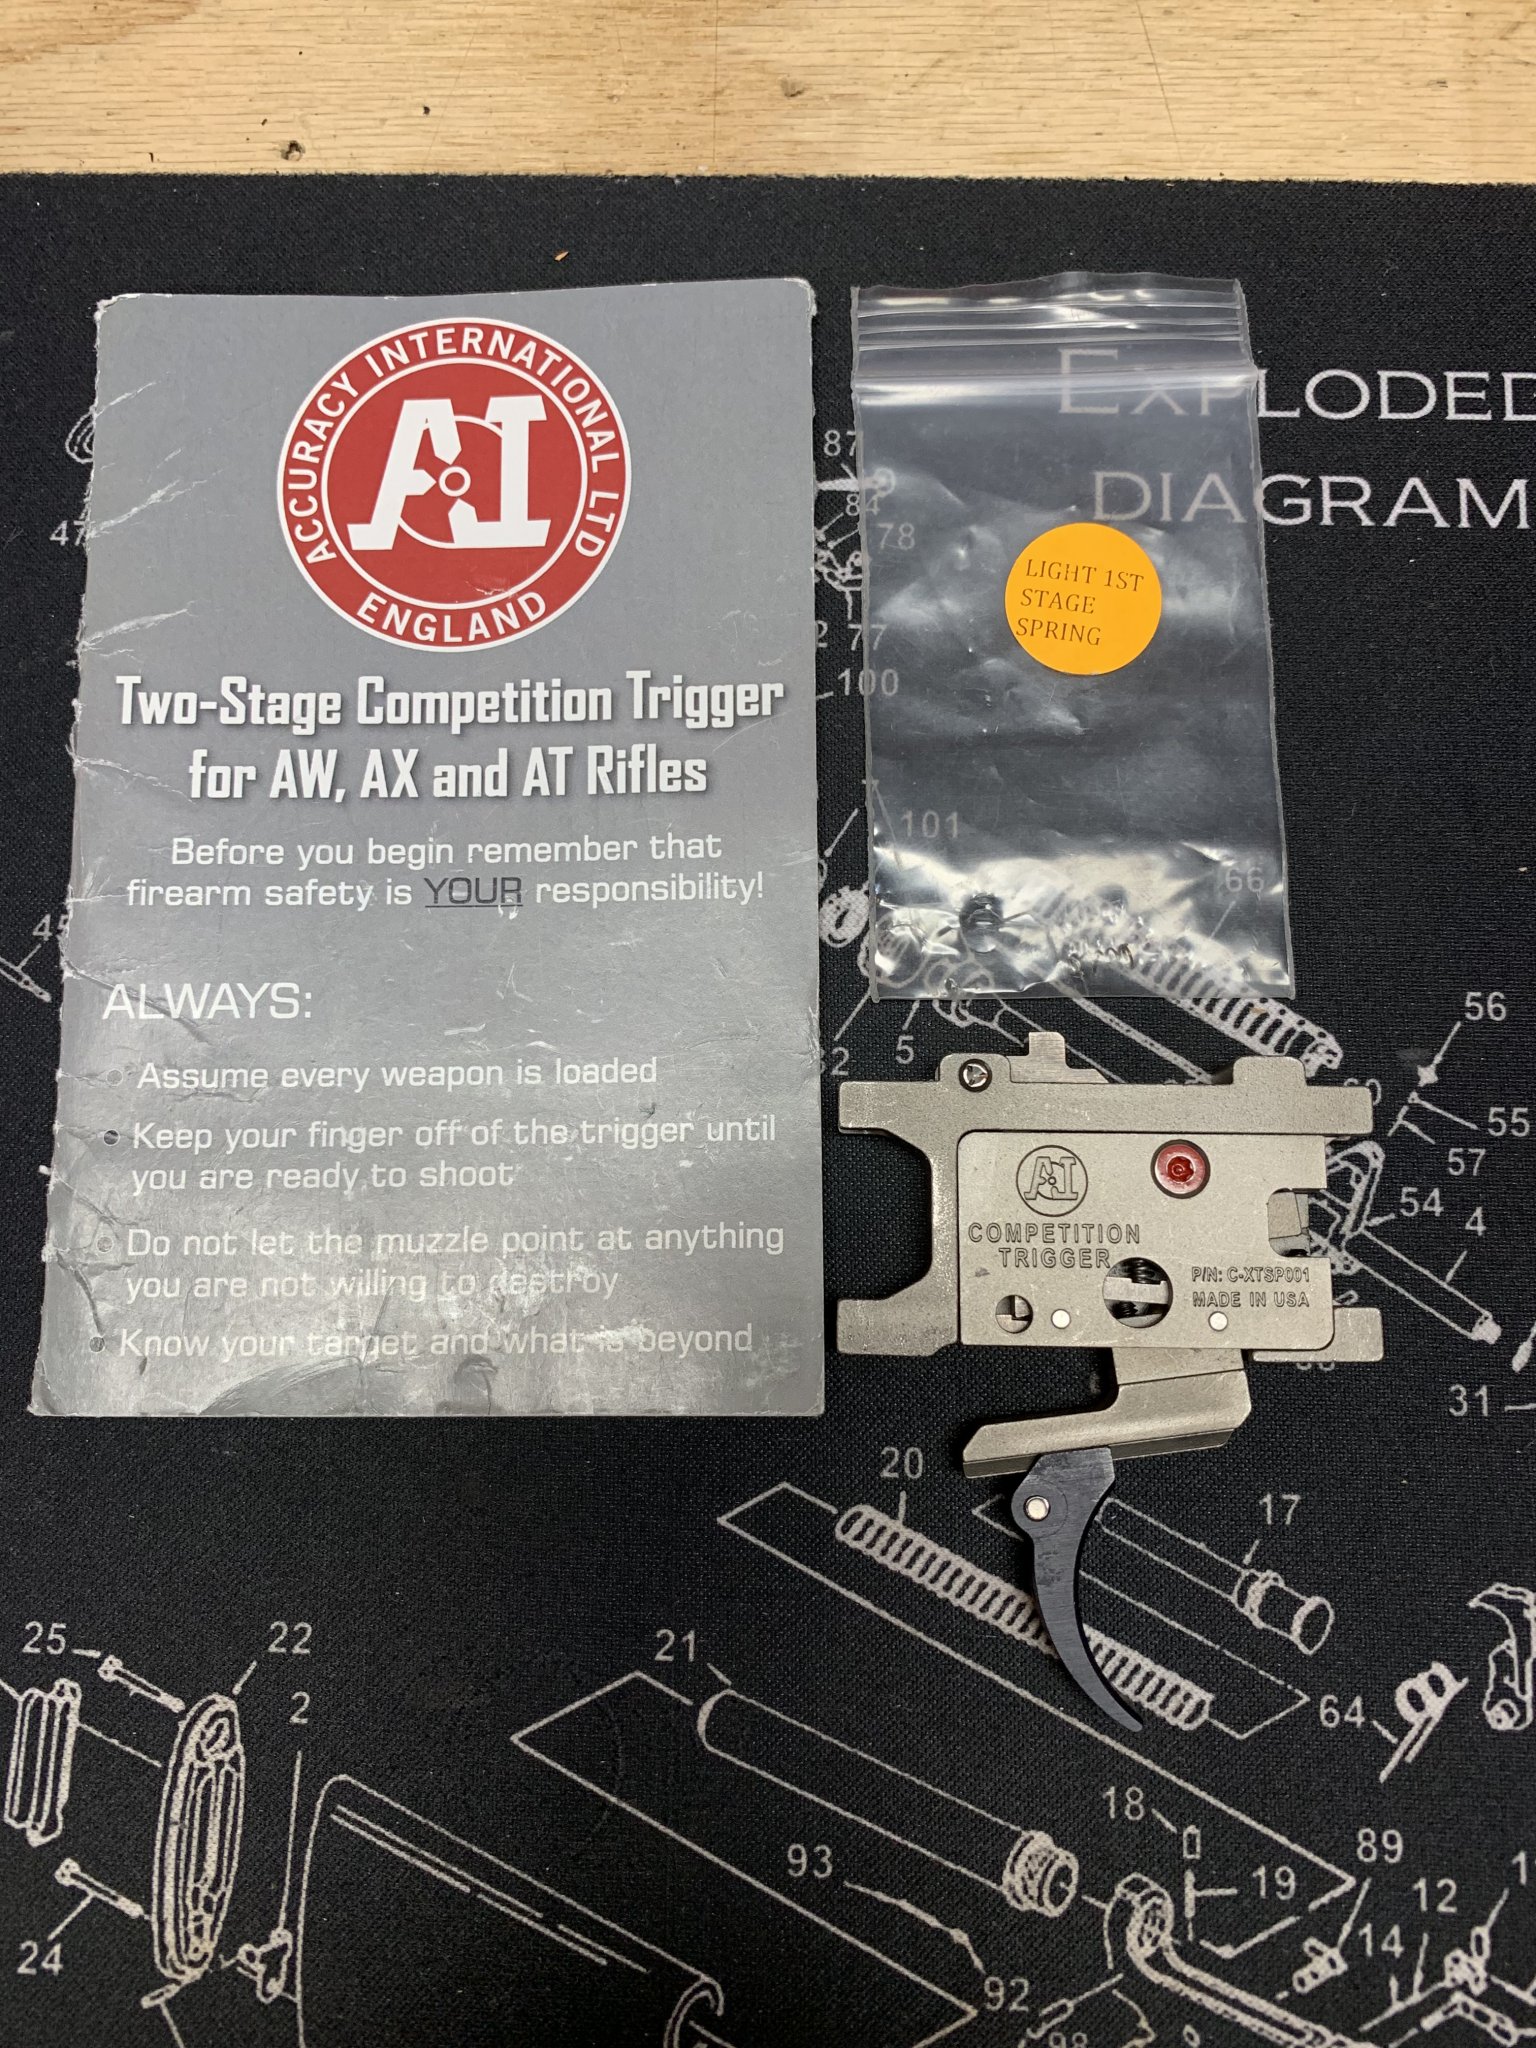 ACCURACY INTERNATIONAL LTD
AI
ENGLAND
Two-Stage Competition Trigger
for AW, AX and AT Rifles
Before you begin remember that
firearm safety is YOUR responsibility!
ALWAYS:
• Assume every weapon is loaded
• Keep your finger off of the trigger until
you are ready to shoot
• Do not let the muzzle point at anything
you are not willing to destroy
• Know your target and what is beyond
EXPLODED
DIAGRAM
LIGHT 1ST
STAGE
SPRING
87
84
78
77
100
101
66
47
45
5
56
55
57
54
4
31
AI
COMPETITION
TRIGGER
P/N: C-XTSP001
MADE IN USA
20
17
25
22
2
21
64
18
89
93
19
12
14
24
92
98